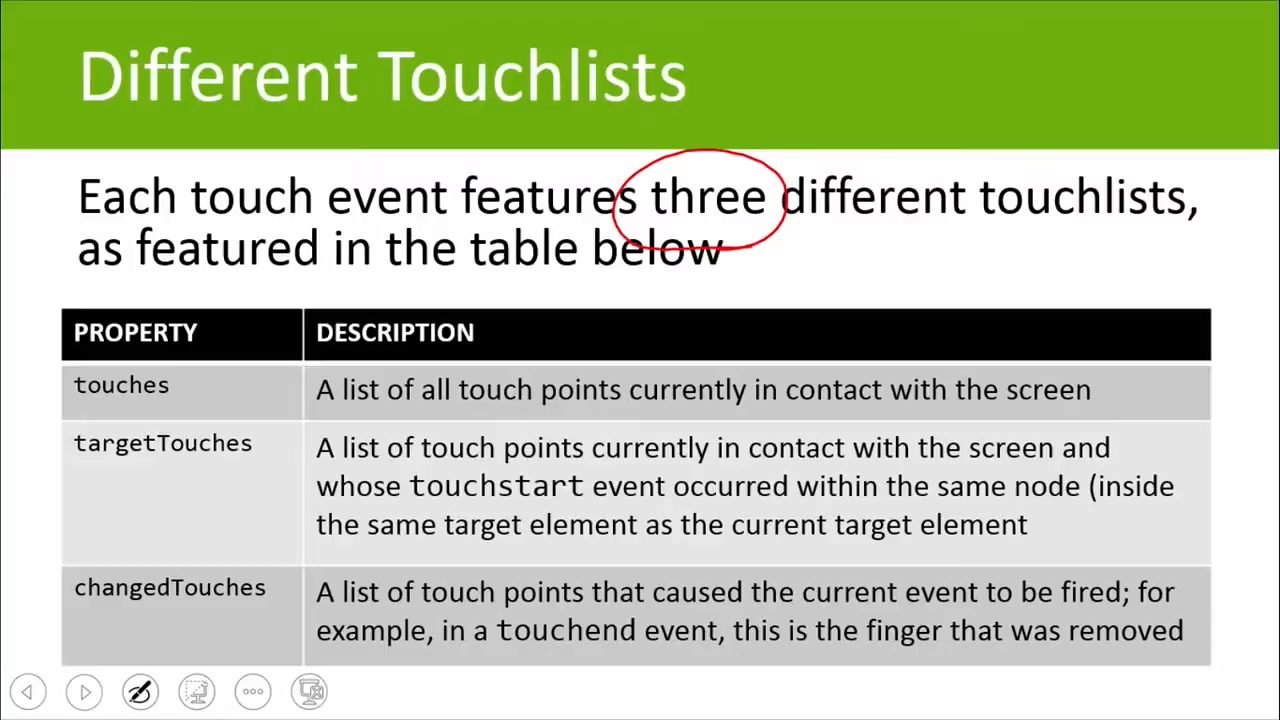 Different Touchlists
Each touch event features three different touchlists,
as featured in the table below
PROPERTY DESCRIPTION
touches A list of all touch points currently in contact with the screen
targetTouches A list of touch points currently in contact with the screen and
whose touchstart event occurred within the same node (inside
the same target element as the current target element
changedTouches A list of touch points that caused the current event to be fired; for
example, in a touchend event, this is the finger that was removed